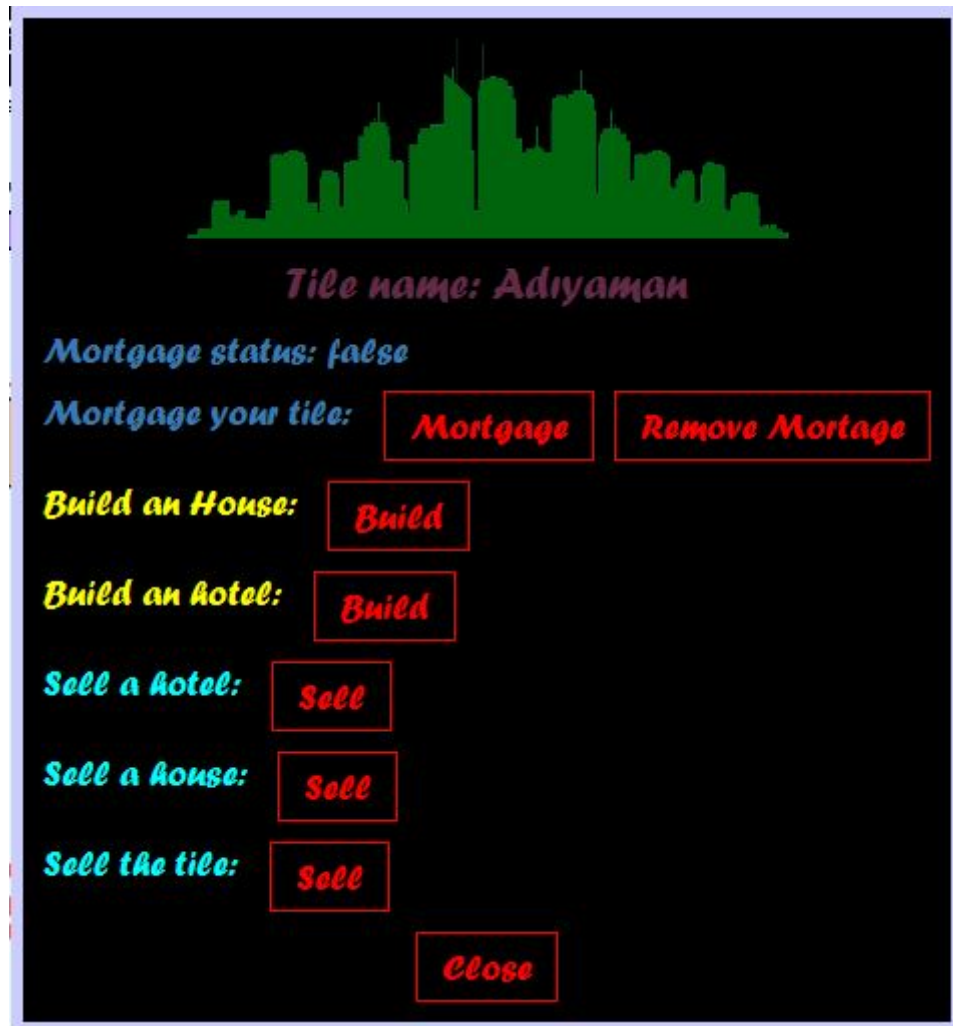 Tile name: Adıyaman
Mortgage status: false
Mortgage your tile: Mortgage Remove Mortage
Build an House: Build
Build an hotel: Build
Sell a hotel: Sell
Sell a house: Sell
Sell the tile: Sell
Close